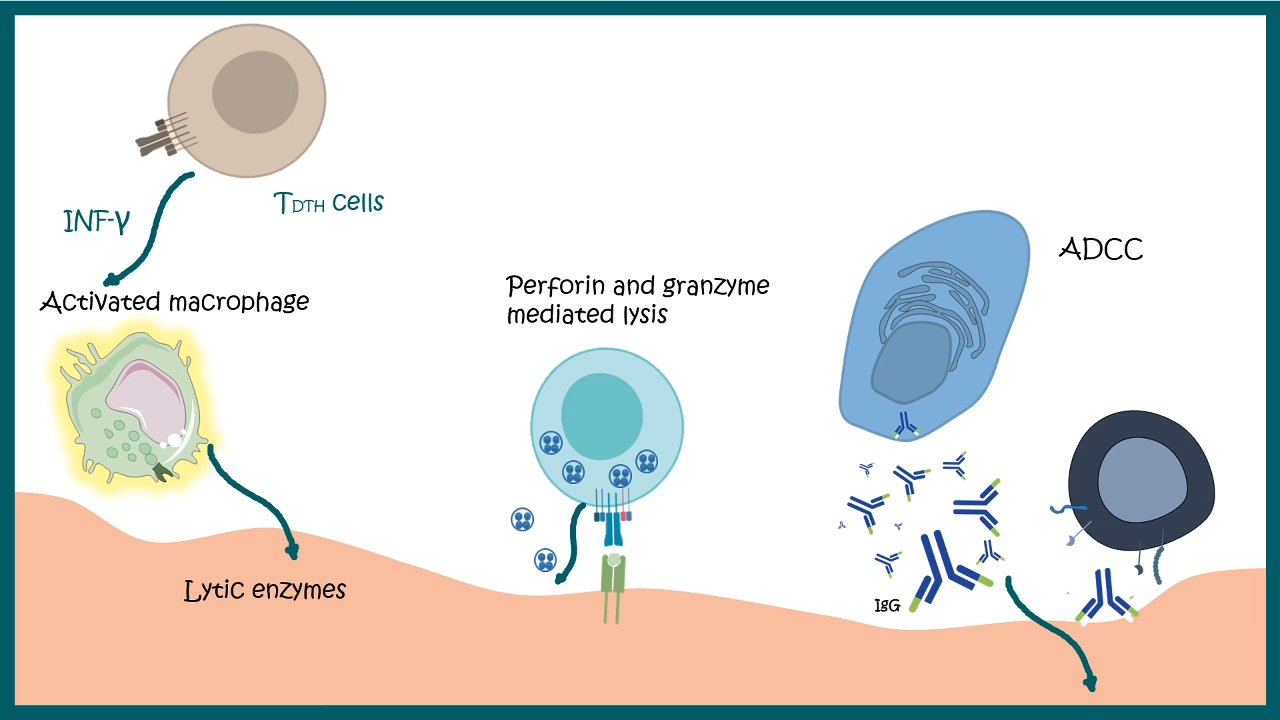 INF-γ
TDTH cells
Activated macrophage
Lytic enzymes
Perforin and granzyme
mediated lysis
ADCC
IgG